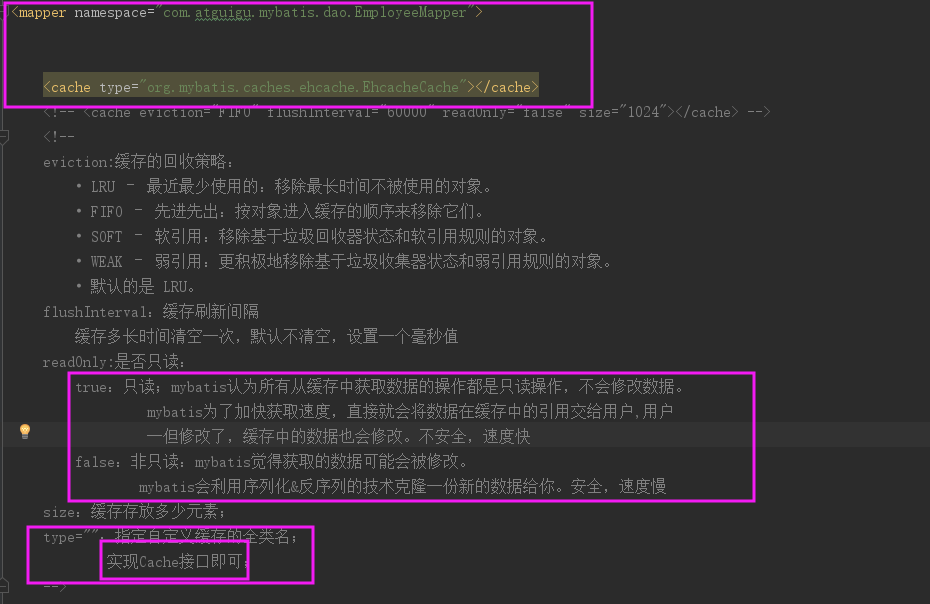 <mapper namespace="com.atguigu.mybatis.dao.EmployeeMapper">
<cache type="org.mybatis.caches.ehcache.EhcacheCache"></cache>
<!-- <cache eviction="FIFO" flushInterval="60000" readOnly="false" size="1024"></cache> -->
<!--
eviction:缓存的回收策略:
• LRU – 最近最少使用的: 移除最长时间不被使用的对象。
• FIFO – 先进先出: 按对象进入缓存的顺序来移除它们。
• SOFT – 软引用: 移除基于垃圾回收器状态和软引用规则的对象。
• WEAK – 弱引用: 更积极地移除基于垃圾收集器状态和弱引用规则的对象。
• 默认的是 LRU。
flushInterval: 缓存刷新间隔
缓存多长时间清空一次, 默认不清空, 设置一个毫秒值
readOnly:是否只读:
true: 只读; mybatis认为所有从缓存中获取数据的操作都是只读操作, 不会修改数据。
mybatis为了加快获取速度, 直接就会将数据在缓存中的引用交给用户,用户
一但修改了, 缓存中的数据也会修改。不安全, 速度快
false: 非只读: mybatis觉得获取的数据可能会被修改。
mybatis会利用序列化&反序列的技术克隆一份新的数据给你。安全, 速度慢
size: 缓存存放多少元素;
type="": 指定自定义缓存的全类名;
实现Cache接口即可;
-->